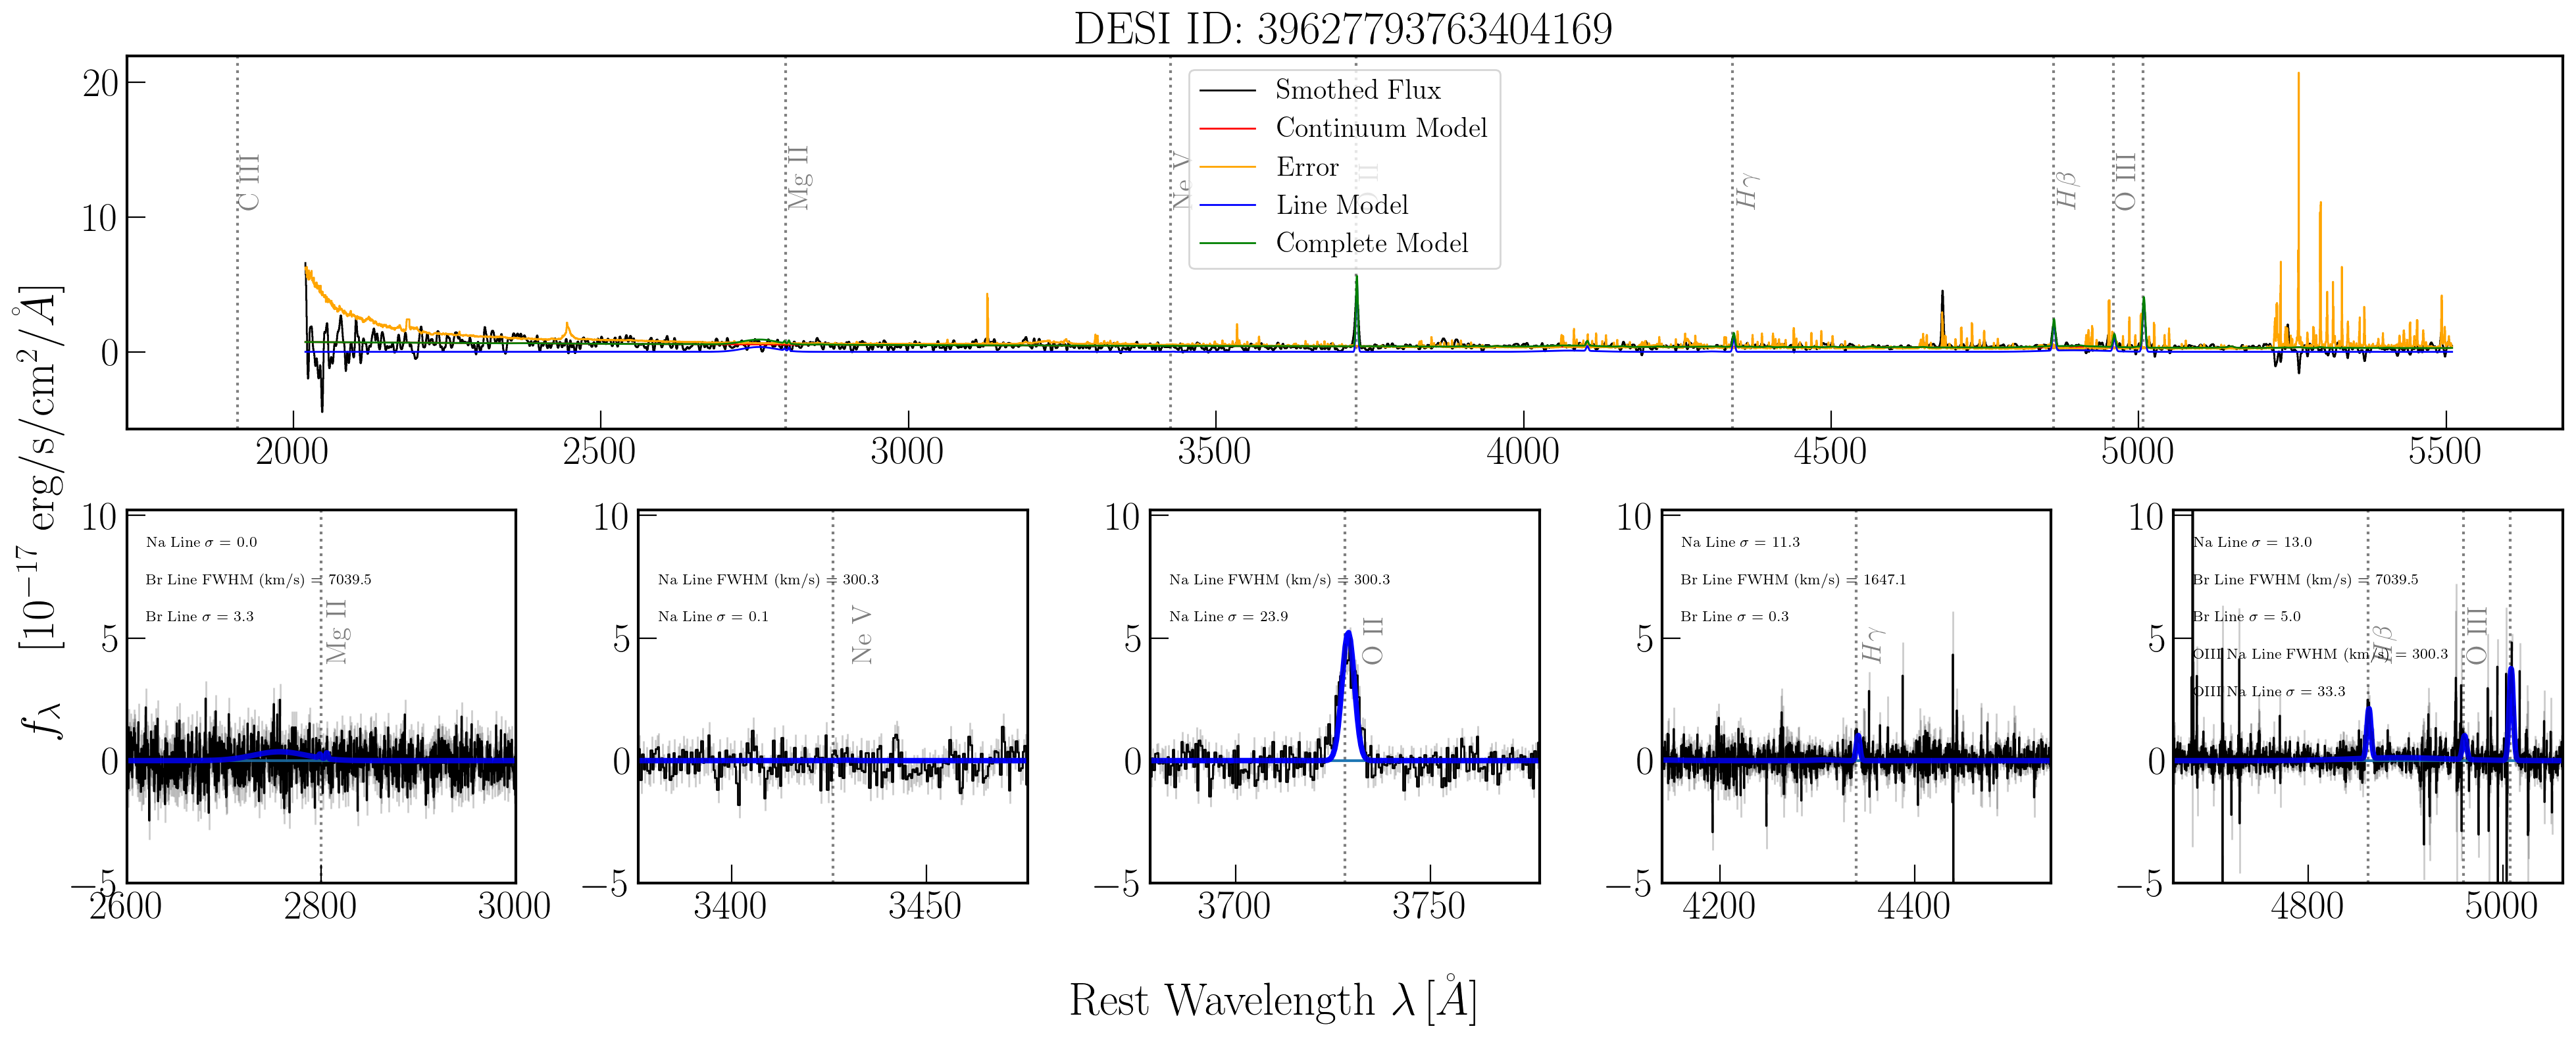 DESI ID: 39627793763404169
20
10
0
C III
Mg II
Ne V
O II
Hγ
Hβ
O III
Smothed Flux
Continuum Model
Error
Line Model
Complete Model
2000 2500 3000 3500 4000 4500 5000 5500
f_λ [10^{-17} erg/s/cm^2/Å]
10
5
0
−5
Na Line σ = 0.0
Br Line FWHM (km/s) = 7039.5
Br Line σ = 3.3
Mg II
2600 2800 3000
10
5
0
−5
Na Line FWHM (km/s) = 300.3
Na Line σ = 0.1
Ne V
3400 3450
10
5
0
−5
Na Line FWHM (km/s) = 300.3
Na Line σ = 23.9
O II
3700 3750
10
5
0
−5
Na Line σ = 11.3
Br Line FWHM (km/s) = 1647.1
Br Line σ = 0.3
Hγ
4200 4400
10
5
0
−5
Na Line σ = 13.0
Br Line FWHM (km/s) = 7039.5
Br Line σ = 5.0
OIII Na Line FWHM (km/s) = 300.3
OIII Na Line σ = 33.3
Hβ
O III
4800 5000
Rest Wavelength λ [Å]